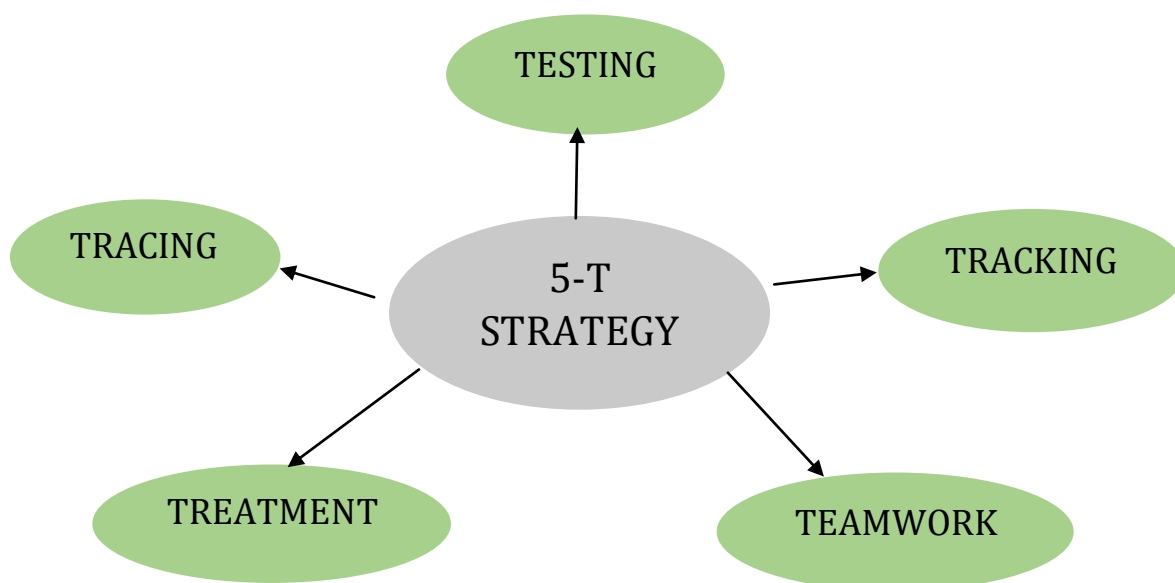 TESTING
TRACING
5-T
STRATEGY
TRACKING
TREATMENT
TEAMWORK